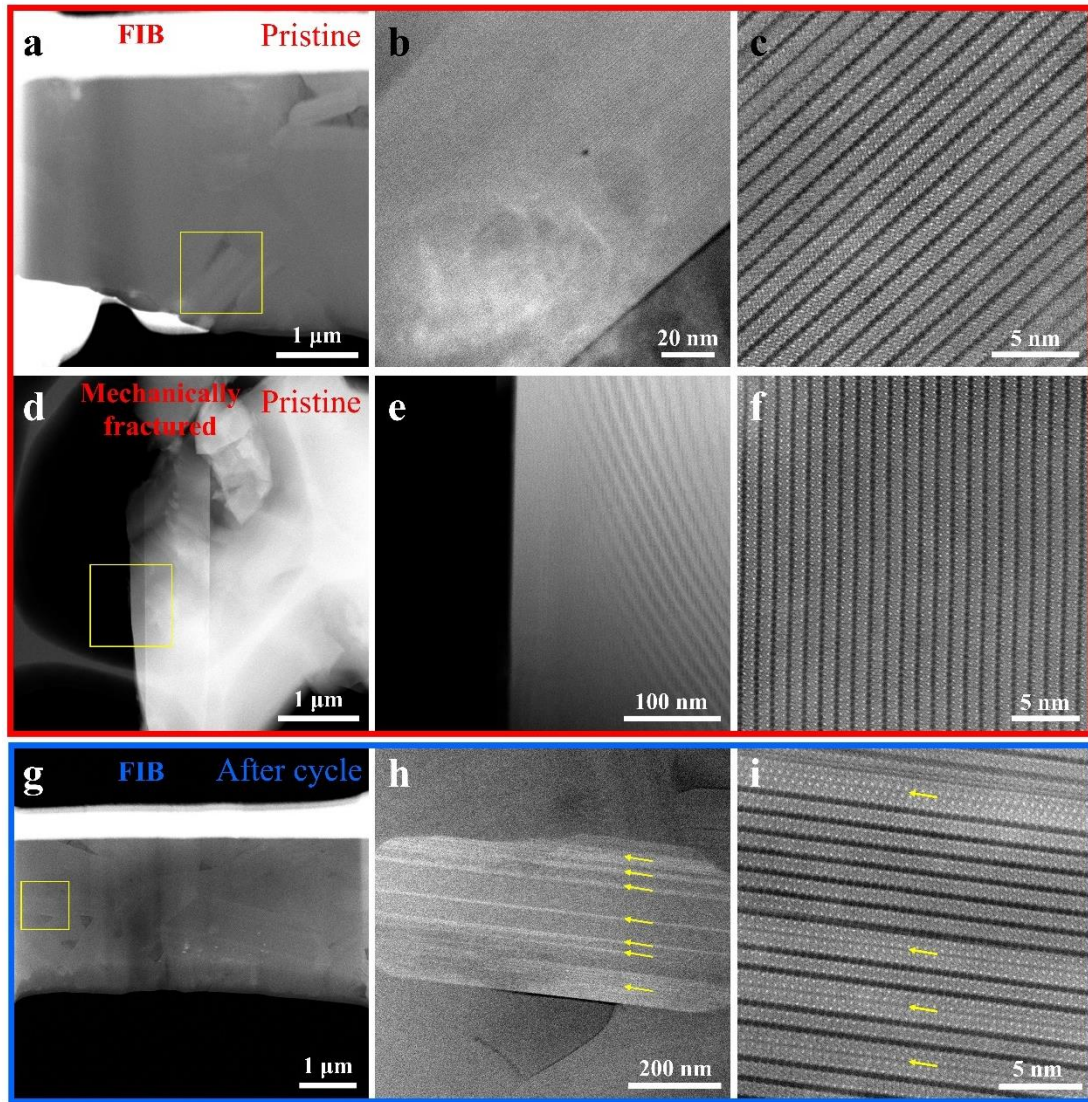 a FIB Pristine
1 μm
b
20 nm
c
5 nm
d Mechanically fractured Pristine
1 μm
e
100 nm
f
5 nm
g FIB After cycle
1 μm
h
200 nm
i
5 nm